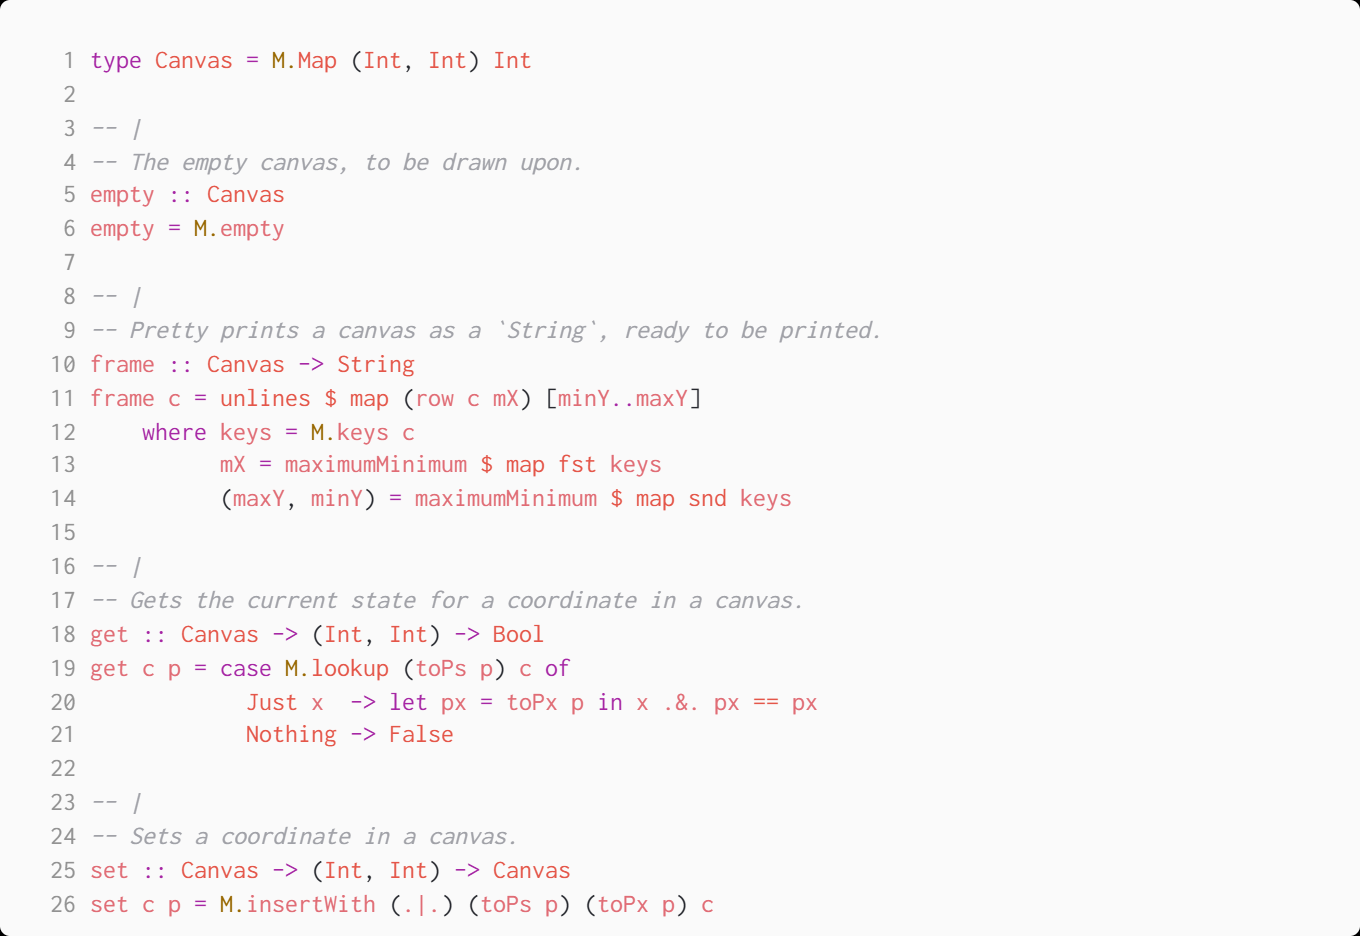 1 type Canvas = M.Map (Int, Int) Int
2
3 -- |
4 -- The empty canvas, to be drawn upon.
5 empty :: Canvas
6 empty = M.empty
7
8 -- |
9 -- Pretty prints a canvas as a `String`, ready to be printed.
10 frame :: Canvas -> String
11 frame c = unlines $ map (row c mX) [minY..maxY]
12     where keys = M.keys c
13           mX = maximumMinimum $ map fst keys
14           (maxY, minY) = maximumMinimum $ map snd keys
15
16 -- |
17 -- Gets the current state for a coordinate in a canvas.
18 get :: Canvas -> (Int, Int) -> Bool
19 get c p = case M.lookup (toPs p) c of
20             Just x  -> let px = toPx p in x .&. px == px
21             Nothing -> False
22
23 -- |
24 -- Sets a coordinate in a canvas.
25 set :: Canvas -> (Int, Int) -> Canvas
26 set c p = M.insertWith (.|.) (toPs p) (toPx p) c